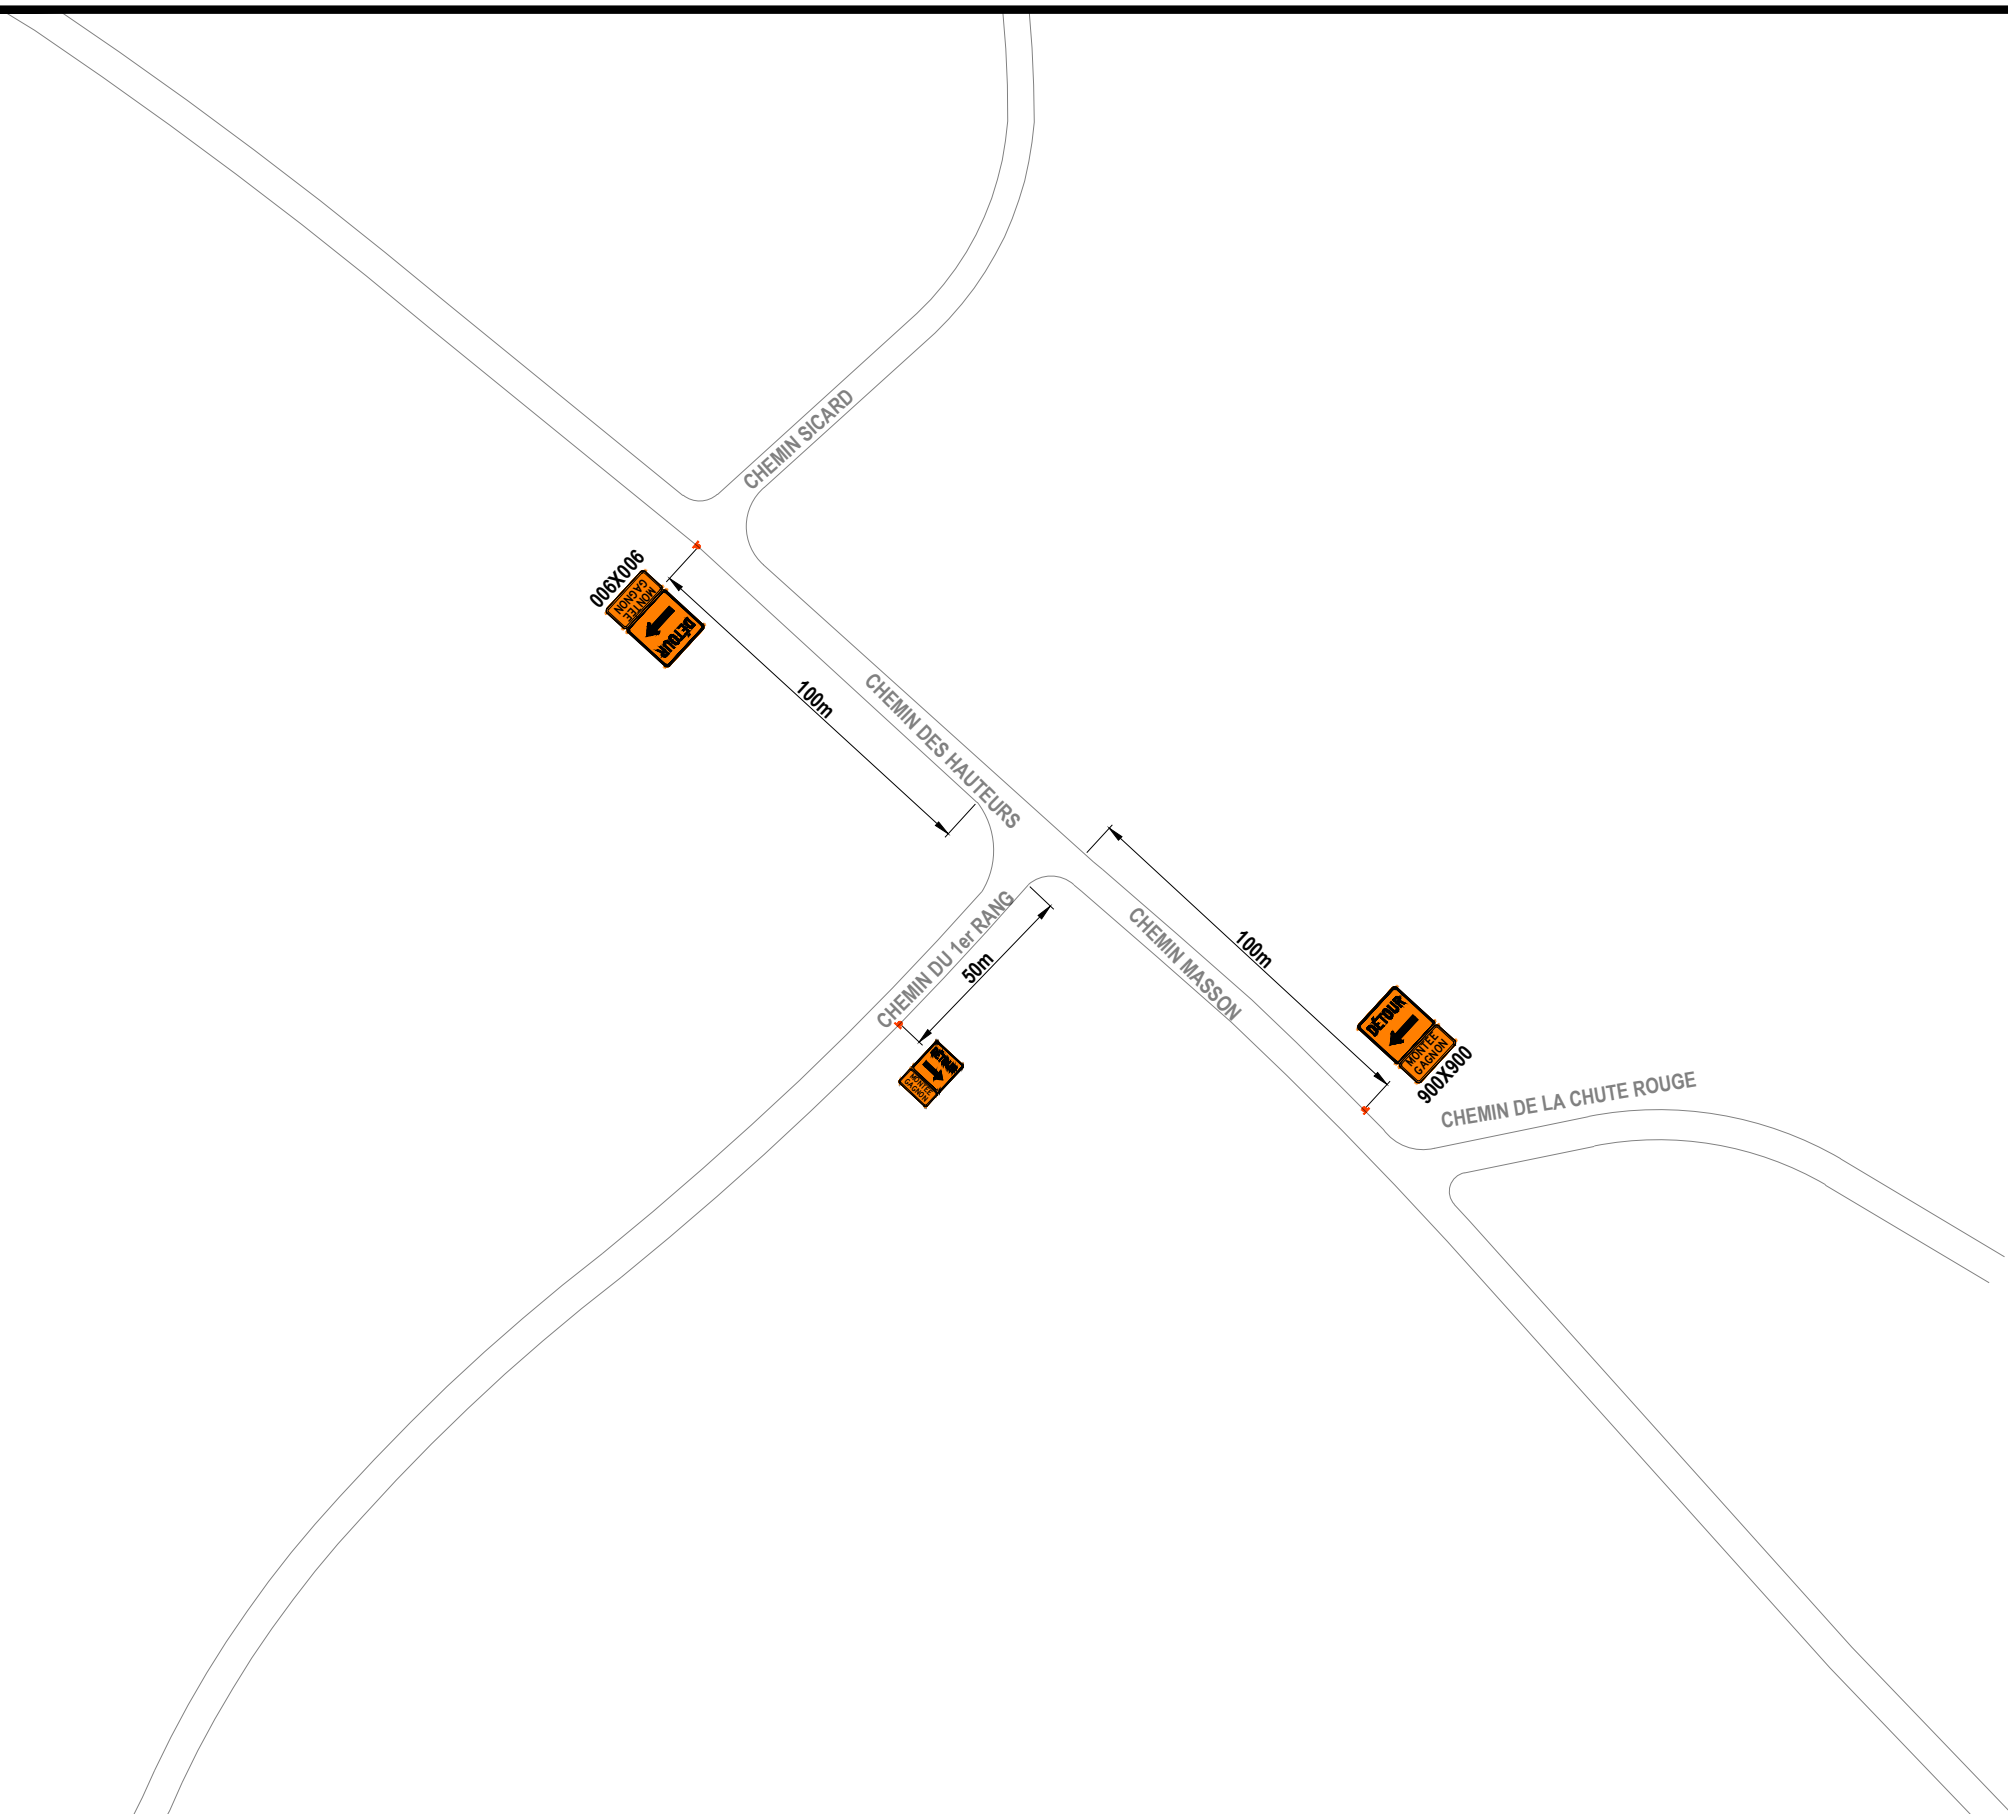 CHEMIN SICARD
900X900
MONTÉE
GAGNON
DÉTOUR
100m
CHEMIN DES HAUTEURS
CHEMIN DU 1er RANG
50m
CHEMIN MASSON
100m
DÉTOUR
MONTÉE
GAGNON
900X900
DÉTOUR
MONTÉE
GAGNON
CHEMIN DE LA CHUTE ROUGE